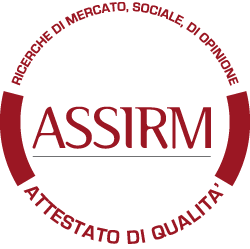 RICERCHE DI MERCATO, SOCIALE, DI OPINIONE
ASSIRM
ATTESTATO DI QUALITA'